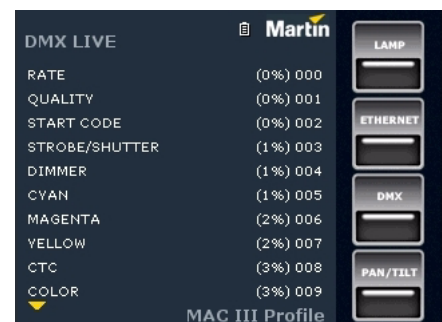 DMX LIVE
Martin
RATE (0%) 000
QUALITY (0%) 001
START CODE (0%) 002
STROBE/SHUTTER (1%) 003
DIMMER (1%) 004
CYAN (1%) 005
MAGENTA (2%) 006
YELLOW (2%) 007
CTC (3%) 008
COLOR (3%) 009
MAC III Profile
LAMP
ETHERNET
DMX
PAN/TILT